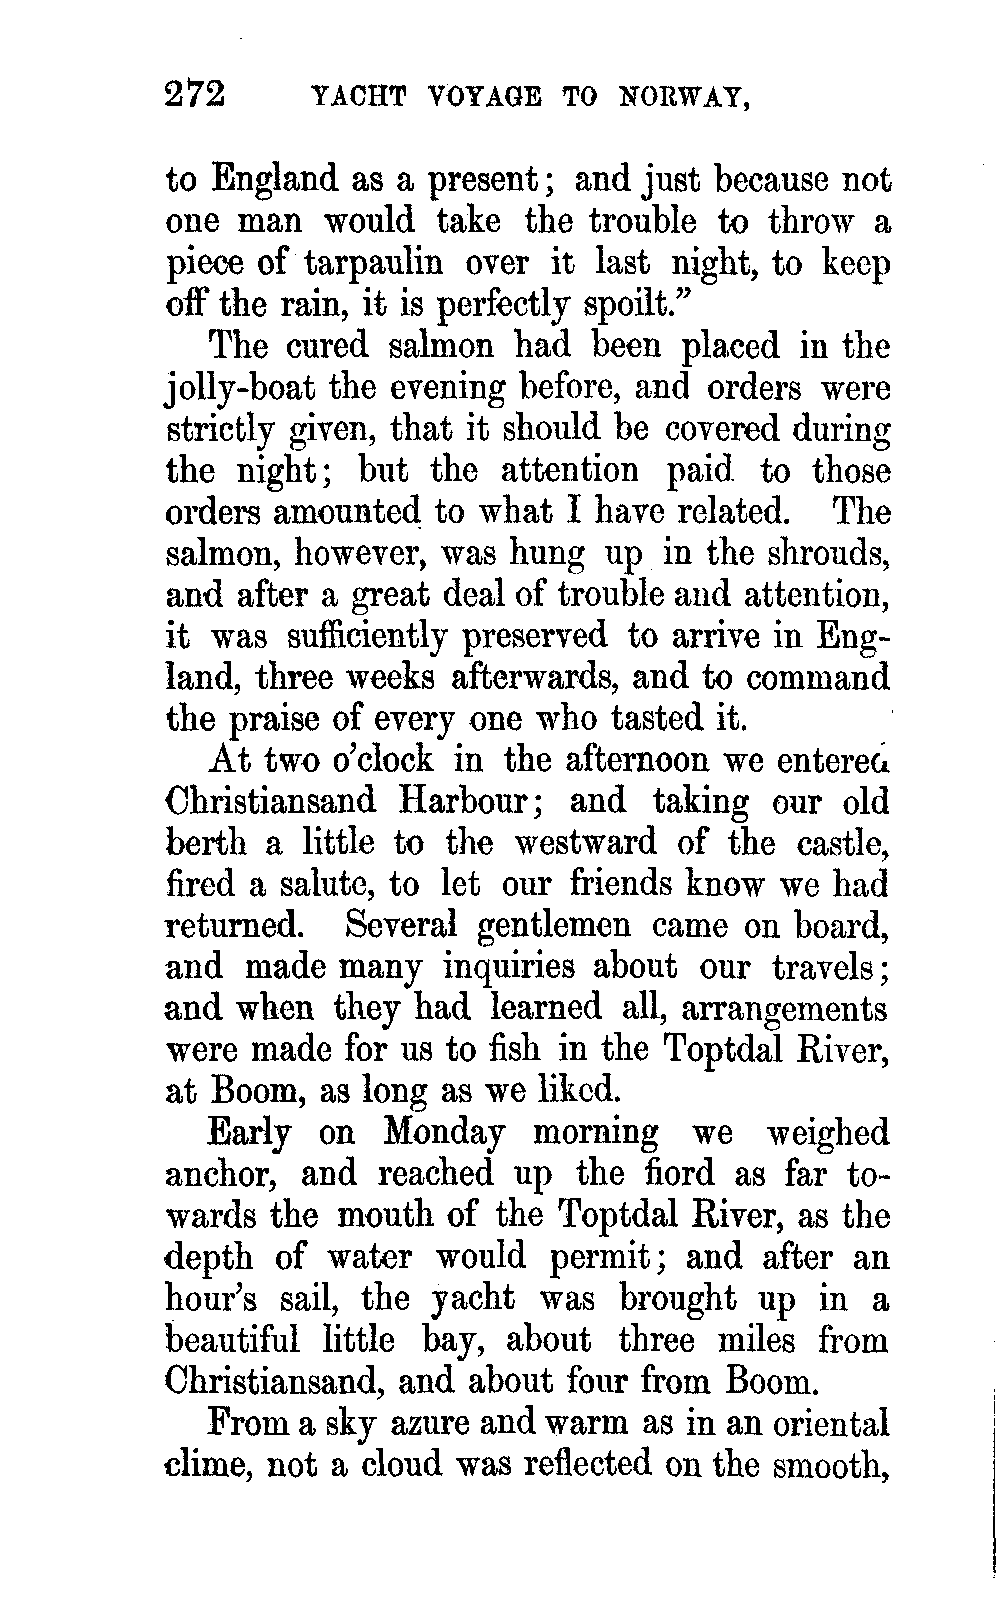 272 YACHT VOYAGE TO NORWAY,
to England as a present; and just because not
one man would take the trouble to throw a
piece of tarpaulin over it last night, to keep
off the rain, it is perfectly spoilt.”
The cured salmon had been placed in the
jolly-boat the evening before, and orders were
strictly given, that it should be covered during
the night; but the attention paid to those
orders amounted to what I have related. The
salmon, however, was hung up in the shrouds,
and after a great deal of trouble and attention,
it was sufficiently preserved to arrive in Eng-
land, three weeks afterwards, and to command
the praise of every one who tasted it.
At two o’clock in the afternoon we entered
Christiansand Harbour; and taking our old
berth a little to the westward of the castle,
fired a salute, to let our friends know we had
returned. Several gentlemen came on board,
and made many inquiries about our travels;
and when they had learned all, arrangements
were made for us to fish in the Toptdal River,
at Boom, as long as we liked.
Early on Monday morning we weighed
anchor, and reached up the fiord as far to-
wards the mouth of the Toptdal River, as the
depth of water would permit; and after an
hour’s sail, the yacht was brought up in a
beautiful little bay, about three miles from
Christiansand, and about four from Boom.
From a sky azure and warm as in an oriental
clime, not a cloud was reflected on the smooth,